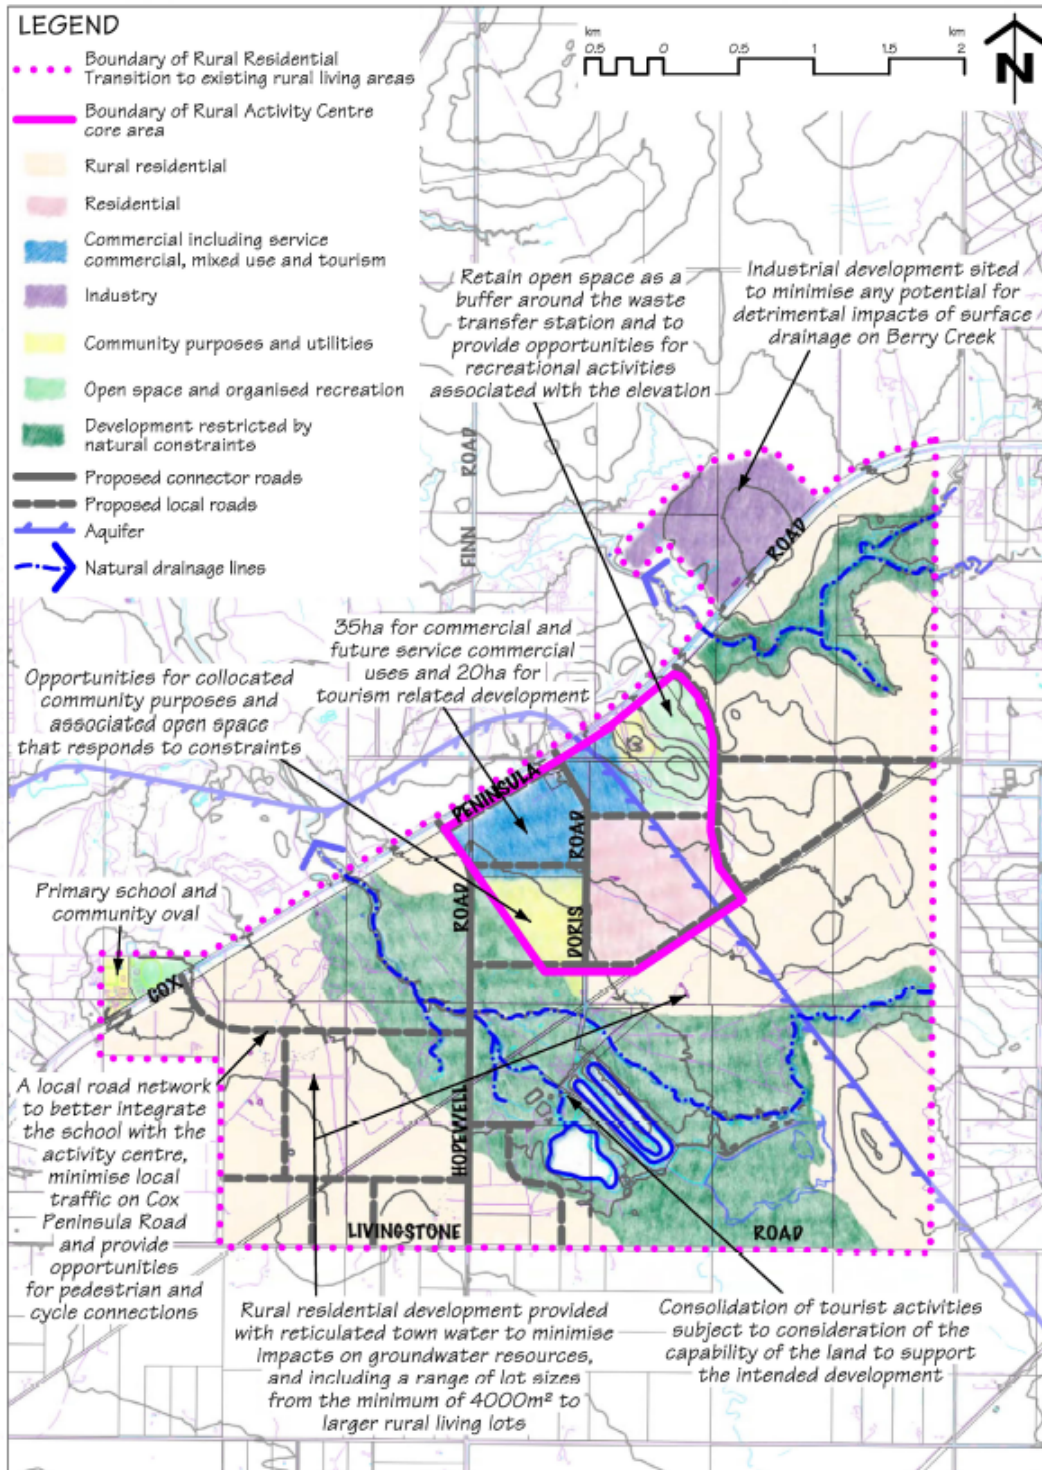 LEGEND
Boundary of Rural Residential
Transition to existing rural living areas
Boundary of Rural Activity Centre
core area
Rural residential
Residential
Commercial including service
commercial, mixed use and tourism
Industry
Community purposes and utilities
Open space and organised recreation
Development restricted by
natural constraints
Proposed connector roads
Proposed local roads
Aquifer
Natural drainage lines
km
km
0.5
0
0.5
1
1.5
2
N
Retain open space as a
buffer around the waste
transfer station and to
provide opportunities for
recreational activities
associated with the elevation
Industrial development sited
to minimise any potential for
detrimental impacts of surface
drainage on Berry Creek
FINN ROAD
ROAD
35ha for commercial and
future service commercial
uses and 20ha for
tourism related development
Opportunities for collocated
community purposes and
associated open space
that responds to constraints
PENINSULA
ROAD
DORIS
ROAD
HOPEWELL
Primary school and
community oval
COX
A local road network
to better integrate
the school with the
activity centre,
minimise local
traffic on Cox
Peninsula Road
and provide
opportunities
for pedestrian and
cycle connections
LIVINGSTONE
ROAD
Rural residential development provided
with reticulated town water to minimise
impacts on groundwater resources,
and including a range of lot sizes
from the minimum of 4000m² to
larger rural living lots
Consolidation of tourist activities
subject to consideration of the
capability of the land to support
the intended development